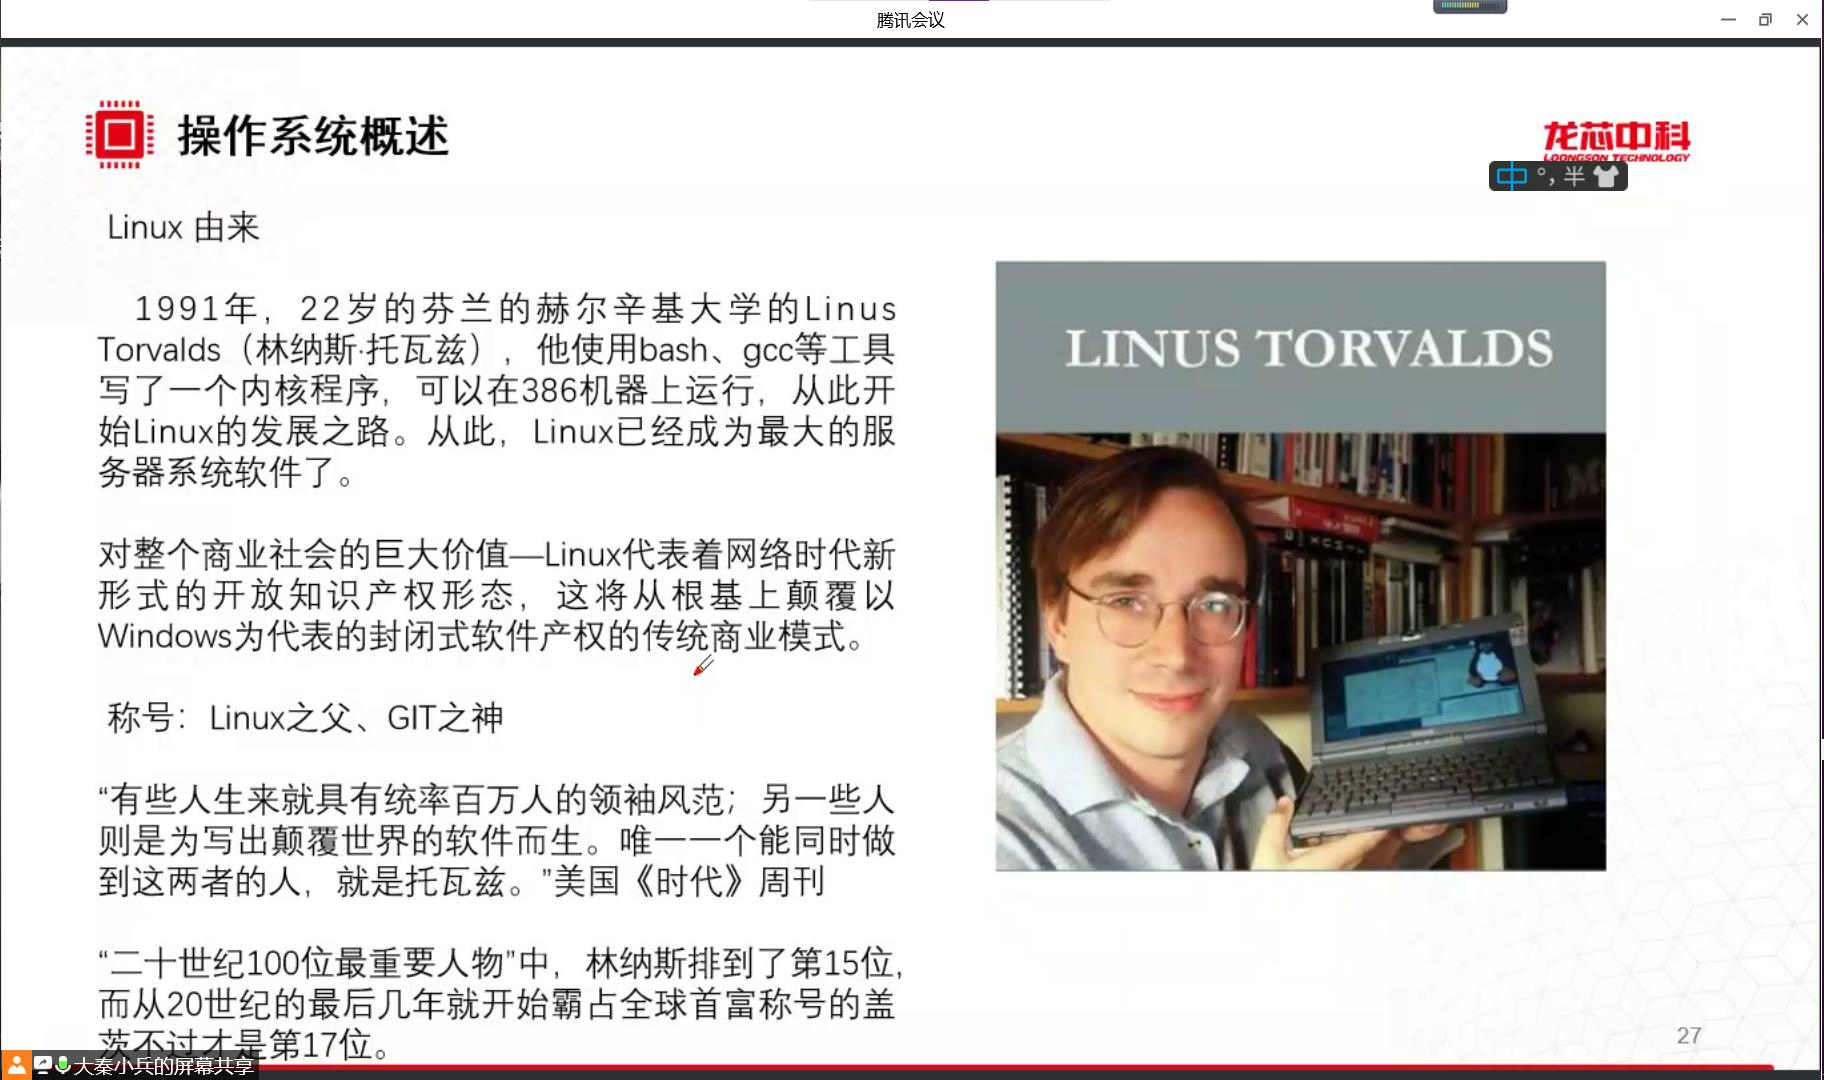 腾讯会议
操作系统概述
龙芯中科
LOONGSON TECHNOLOGY
中 °, 半
Linux 由来
1991年，22岁的芬兰的赫尔辛基大学的Linus
Torvalds（林纳斯·托瓦兹），他使用bash、gcc等工具
写了一个内核程序，可以在386机器上运行，从此开
始Linux的发展之路。从此，Linux已经成为最大的服
务器系统软件了。
对整个商业社会的巨大价值—Linux代表着网络时代新
形式的开放知识产权形态，这将从根基上颠覆以
Windows为代表的封闭式软件产权的传统商业模式。
称号：Linux之父、GIT之神
“有些人生来就具有统率百万人的领袖风范；另一些人
则是为写出颠覆世界的软件而生。唯一一个能同时做
到这两者的人，就是托瓦兹。”美国《时代》周刊
“二十世纪100位最重要人物”中，林纳斯排到了第15位，
而从20世纪的最后几年就开始霸占全球首富称号的盖
茨不过才是第17位。
LINUS TORVALDS
27
大秦小兵的屏幕共享